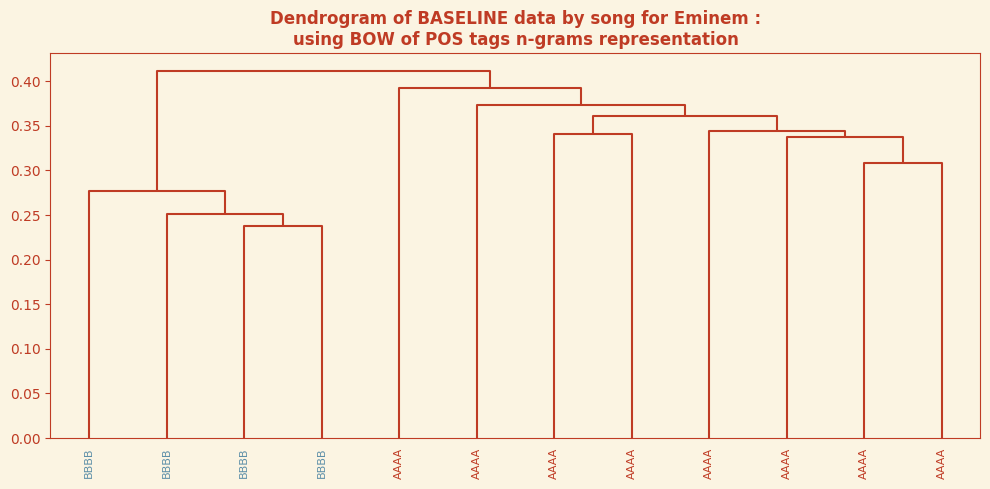 Dendrogram of BASELINE data by song for Eminem :
using BOW of POS tags n-grams representation
0.40
0.35
0.30
0.25
0.20
0.15
0.10
0.05
0.00
BBBB
BBBB
BBBB
BBBB
AAAA
AAAA
AAAA
AAAA
AAAA
AAAA
AAAA
AAAA